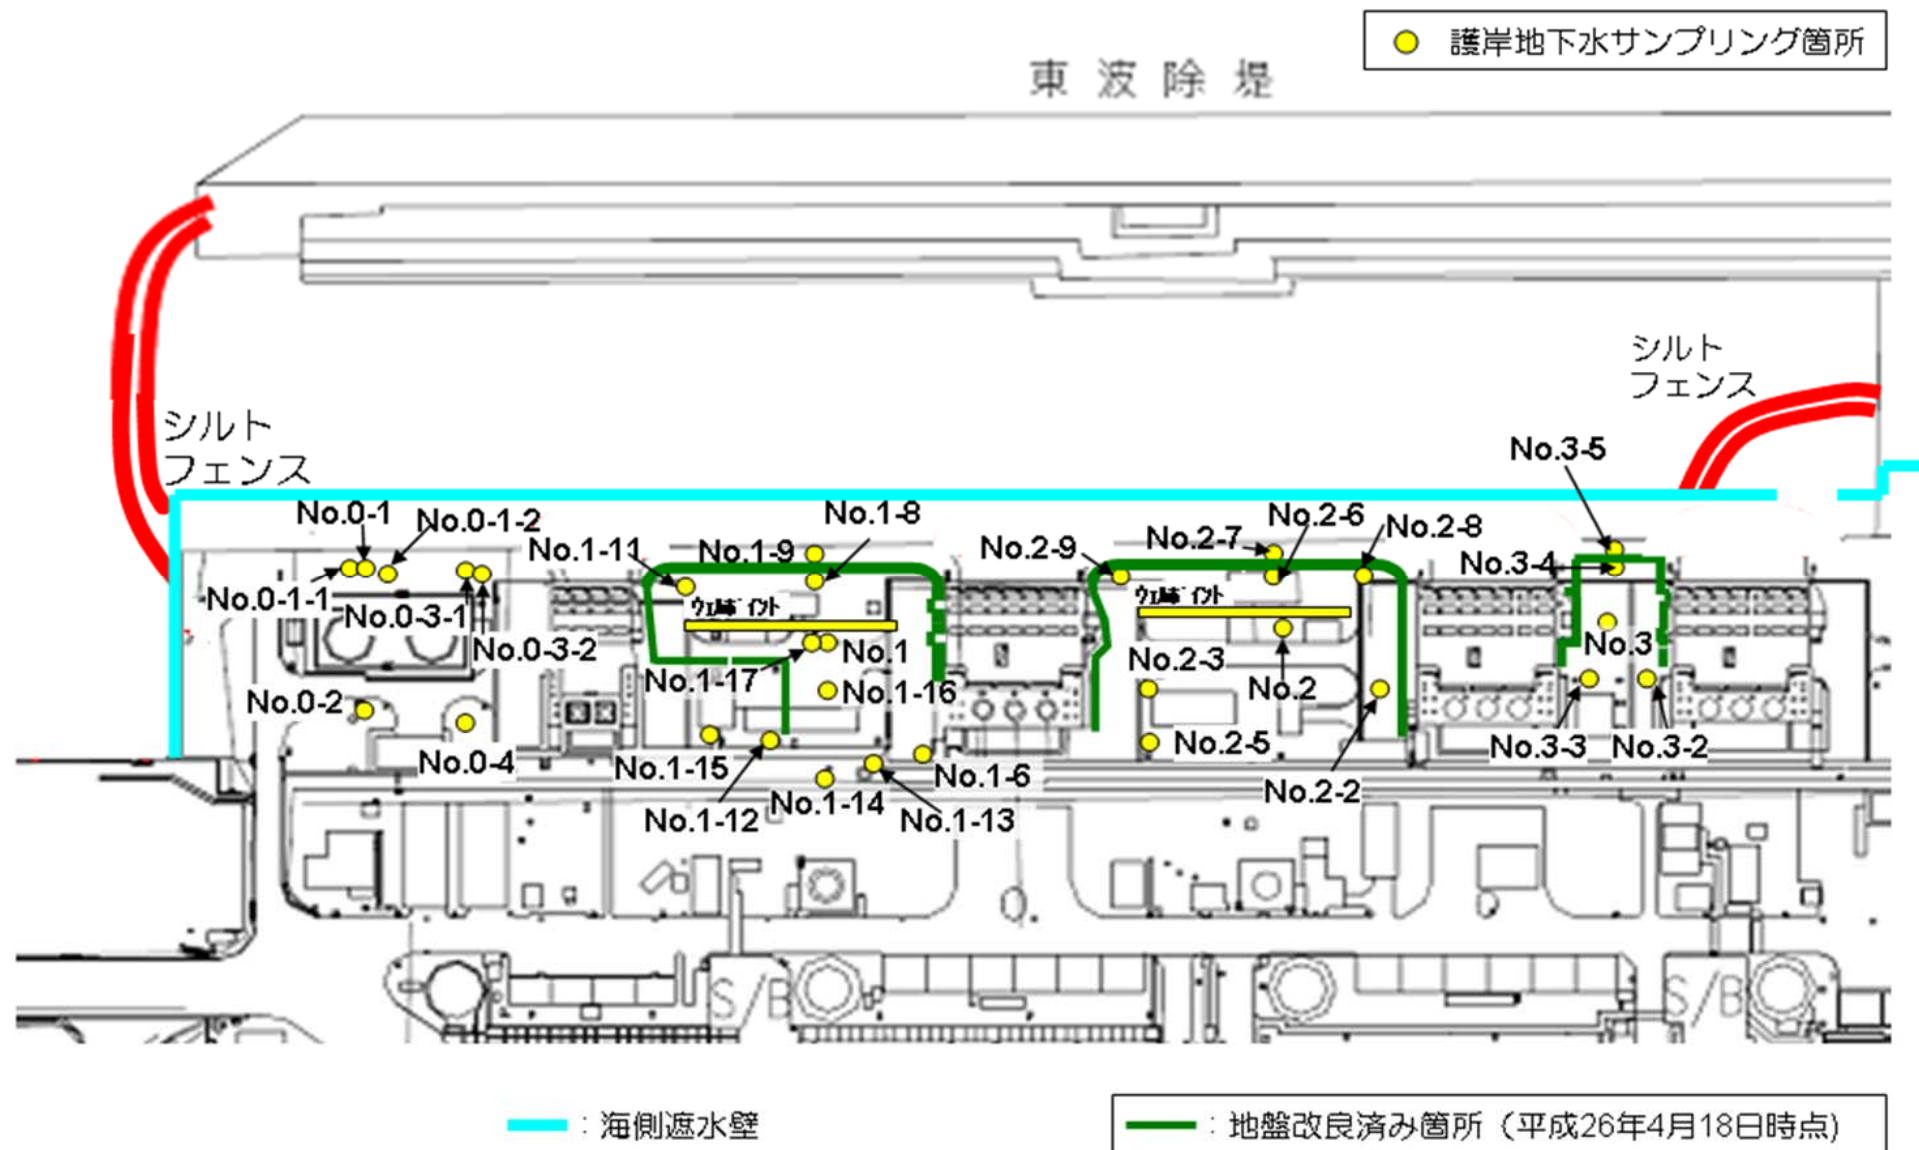 護岸地下水サンプリング箇所
東波除堤
シルト
フェンス
シルト
フェンス
No.3-5
No.0-1
No.0-1-2
No.1-8
No.2-6
No.2-8
No.1-11
No.1-9
No.2-9
No.2-7
No.3-4
No.0-1-1
No.0-3-1
ウェルポイント
ウェルポイント
No.0-3-2
No.1
No.3
No.1-17
No.1-16
No.2-3
No.2
No.0-2
No.0-4
No.1-15
No.1-6
No.2-5
No.3-3
No.3-2
No.1-12
No.1-14
No.1-13
No.2-2
S/B
S/B
：海側遮水壁
：地盤改良済み箇所（平成26年4月18日時点)